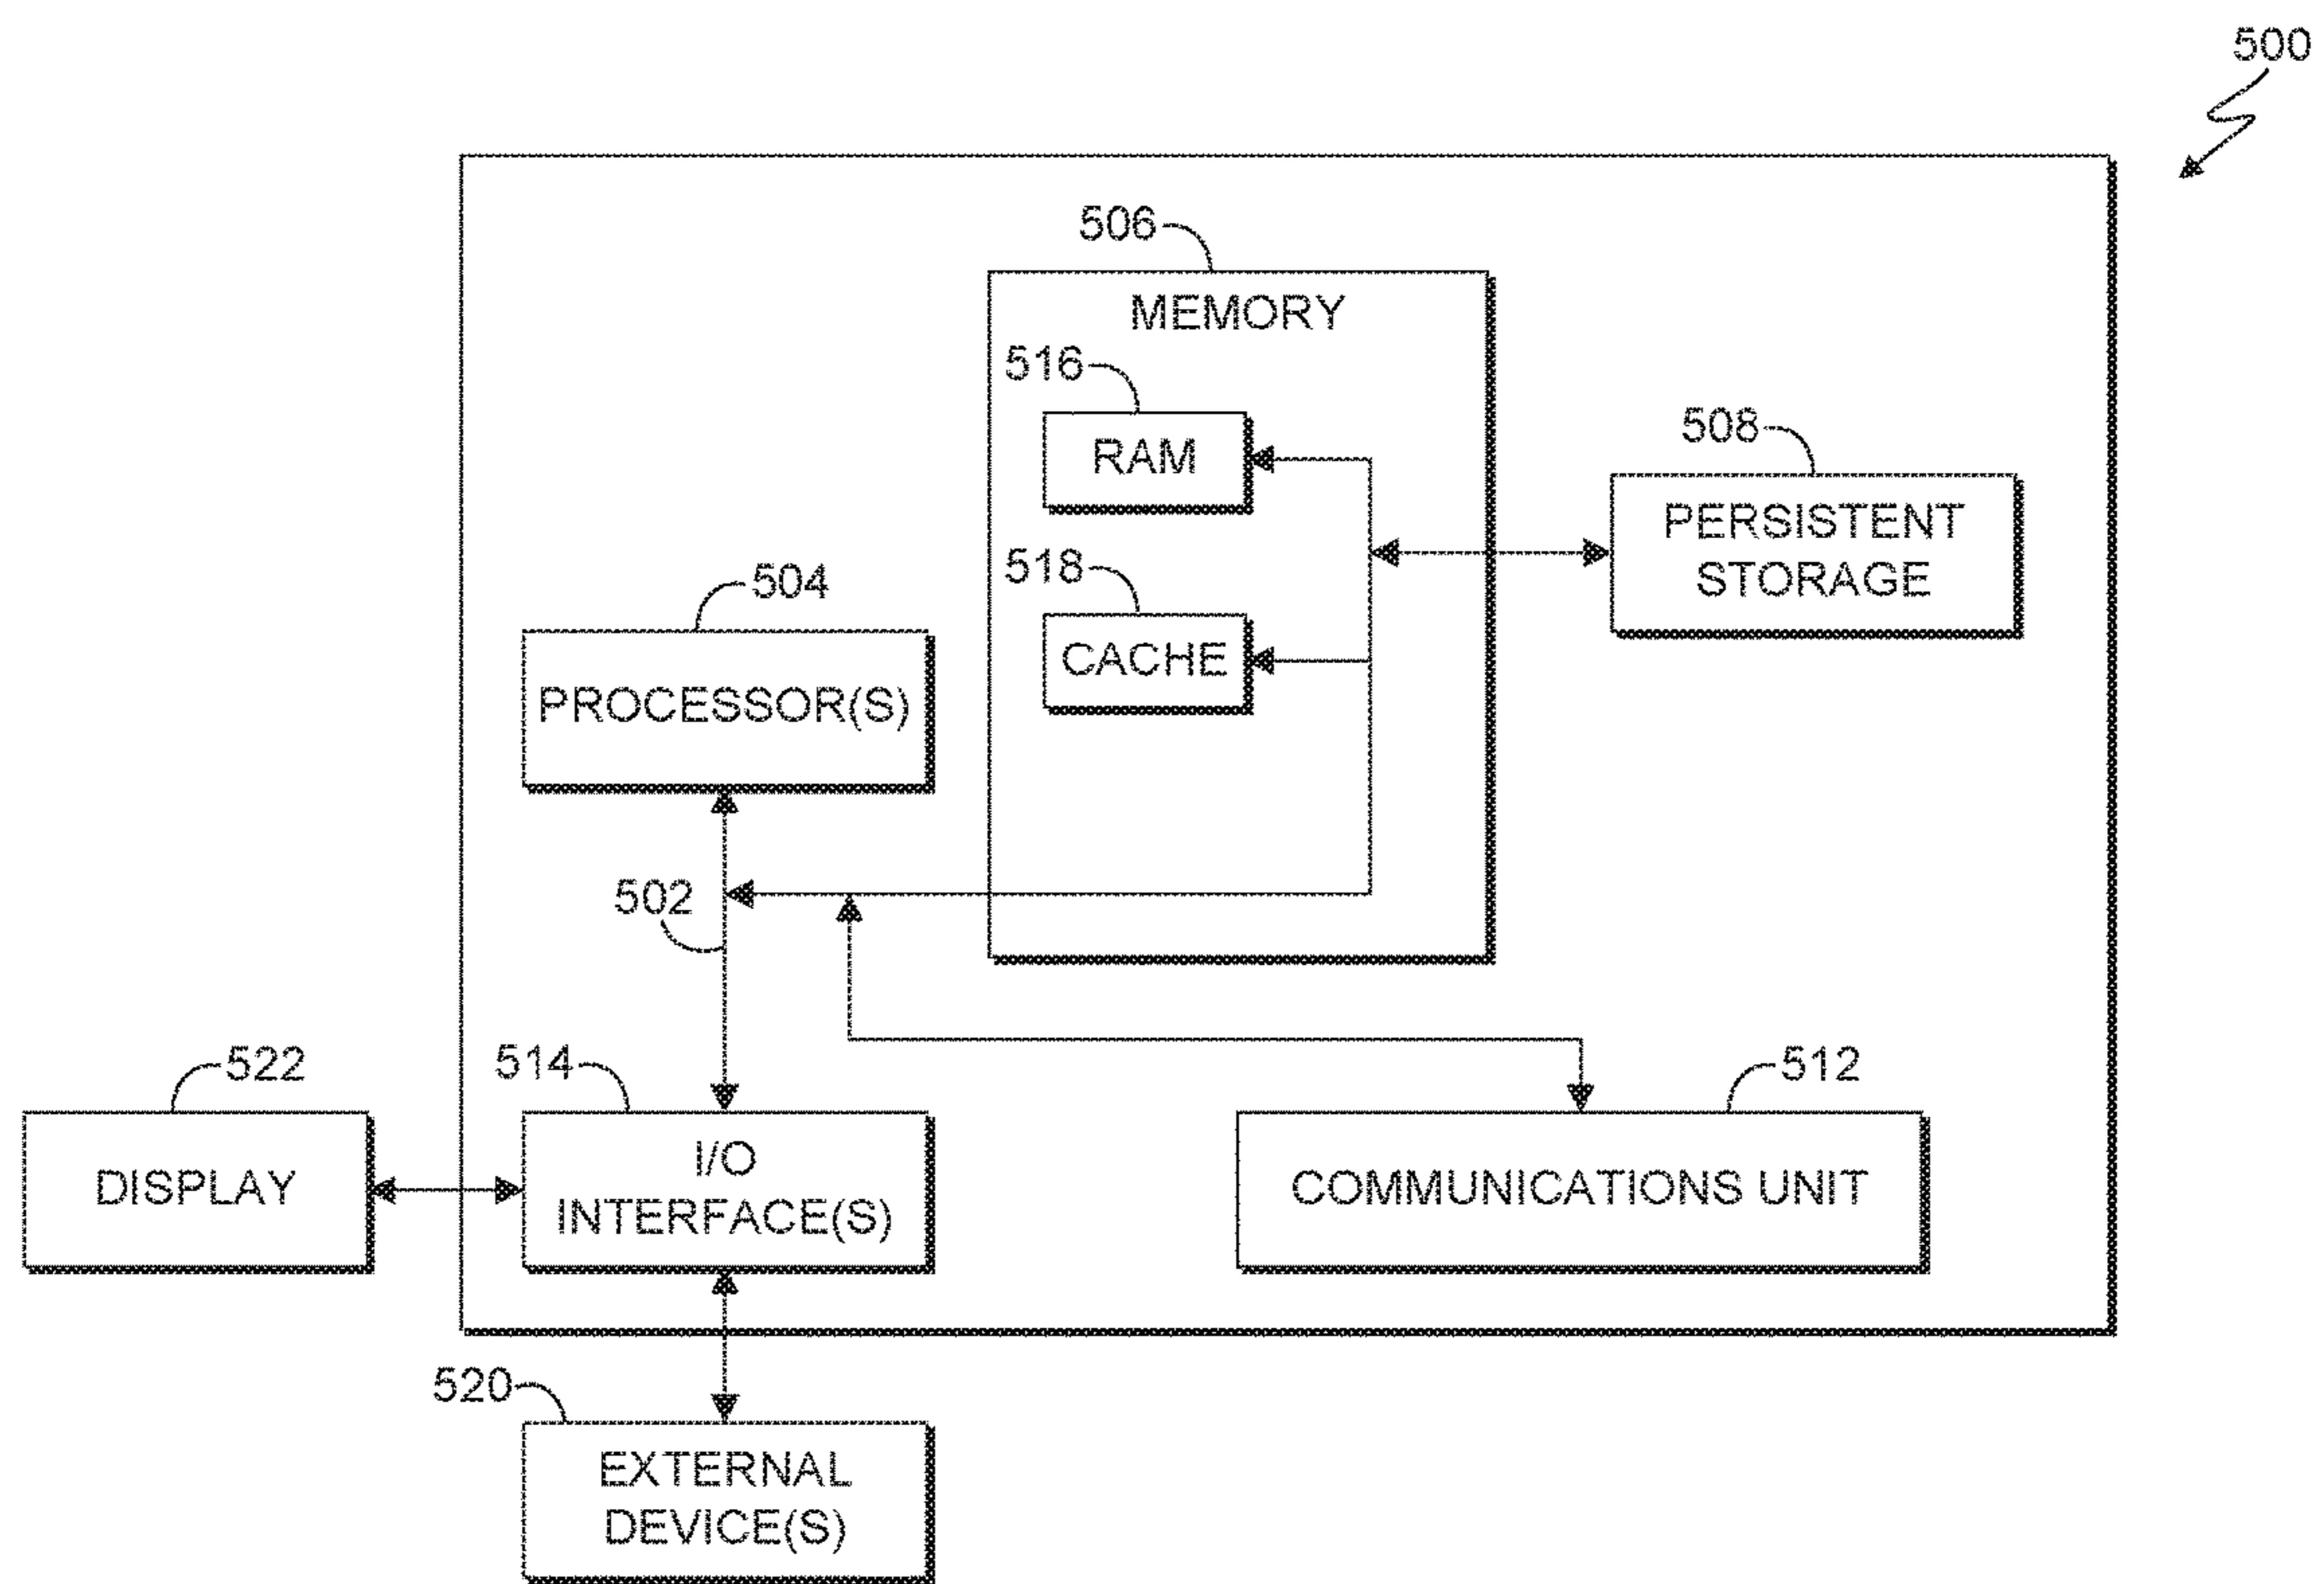 500
506
MEMORY
516
RAM
508
PERSISTENT
STORAGE
518
CACHE
504
PROCESSOR(S)
502
522
DISPLAY
514
I/O
INTERFACE(S)
512
COMMUNICATIONS UNIT
520
EXTERNAL
DEVICE(S)